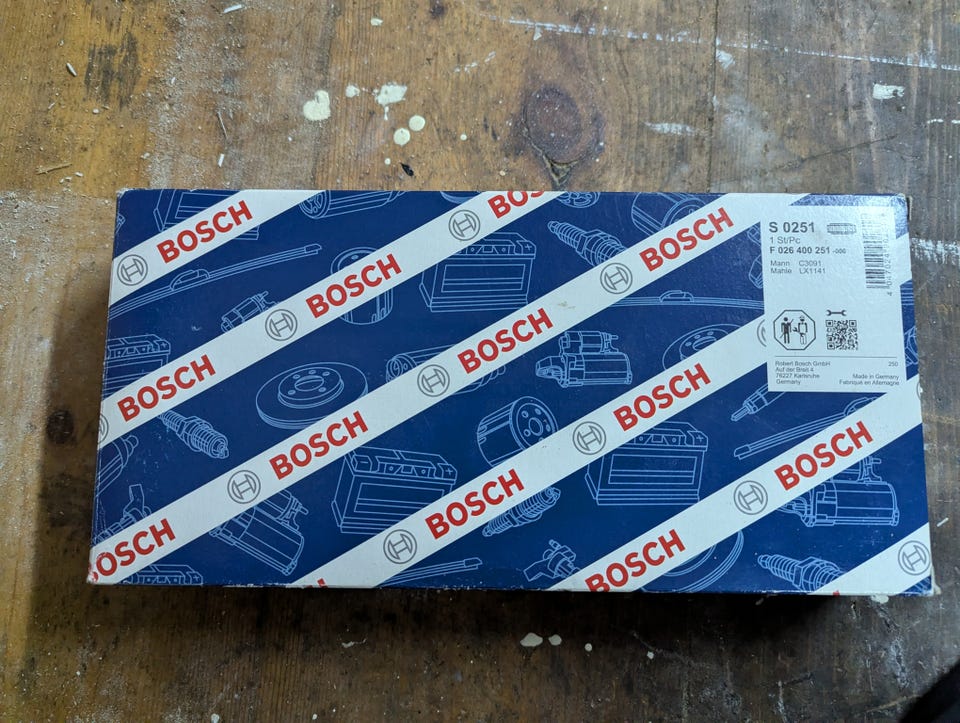 BOSCH
BOSCH
BOSCH
BOSCH
BOSCH
BOSCH
BOSCH
BOSCH
BOSCH
BOSCH
BOSCH
BOSCH
S 0251
1 St/Pc
F 026 400 251 -000
Mann C3091
Mahle LX1141
Robert Bosch GmbH 250
Auf der Breit 4
76227 Karlsruhe Made in Germany
Germany Fabriqué en Allemagne